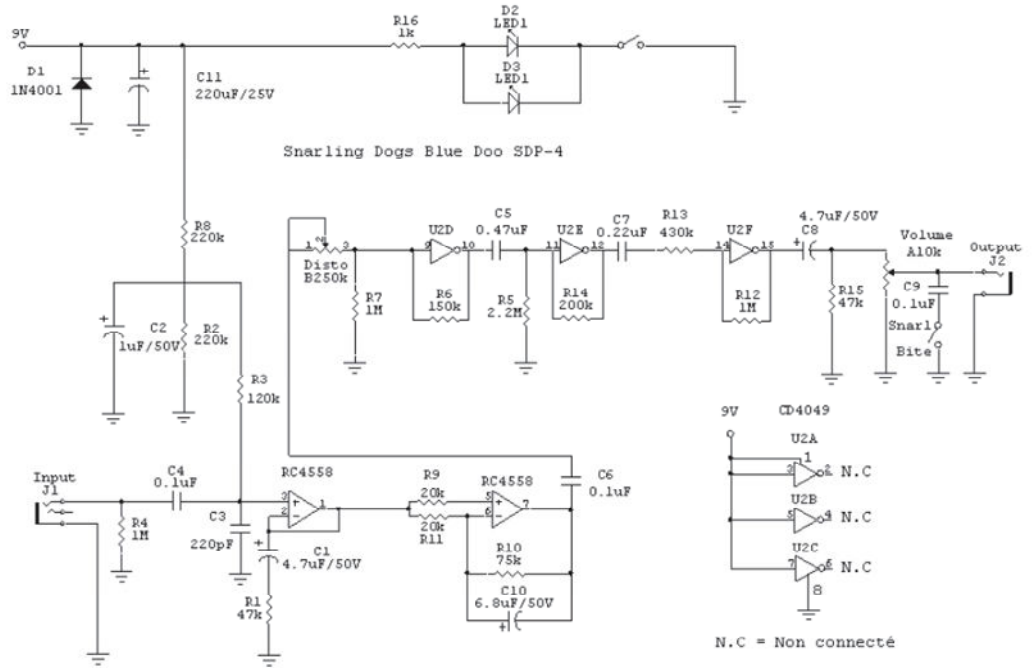 9V
D1
1N4001
C11
220uF/25V
R16
1k
D2
LED1
D3
LED1
Snarling Dogs Blue Doo SDP-4
R8
220k
C2
1uF/50V
R2
220k
R3
120k
1
2
3
Disto
B250k
R7
1M
U2D
9
10
R6
150k
C5
0.47uF
R5
2.2M
U2E
11
12
R14
200k
C7
0.22uF
R13
430k
U2F
14
15
R12
1M
4.7uF/50V
C8
R15
47k
Volume
A10k
C9
0.1uF
Snarl
Bite
Output
J2
Input
J1
R4
1M
C4
0.1uF
C3
220pF
RC4558
3
2
1
C1
4.7uF/50V
R1
47k
R9
20k
20k
R11
RC4558
5
6
7
R10
75k
C10
6.8uF/50V
C6
0.1uF
9V
CD4049
U2A
1
3
2
N.C
U2B
5
4
N.C
U2C
7
6
N.C
8
N.C = Non connecté